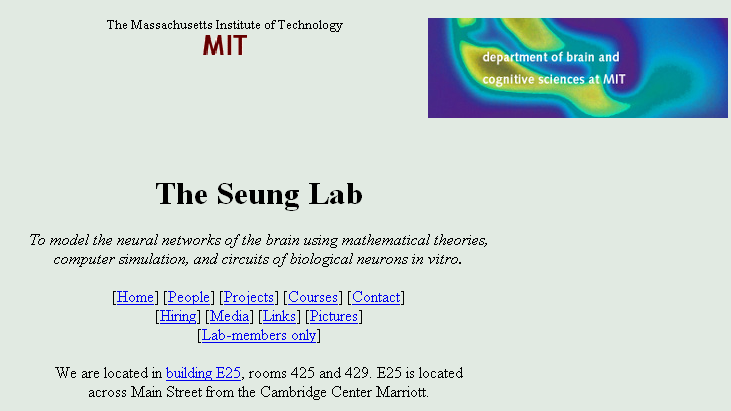 The Massachusetts Institute of Technology
MIT
department of brain and
cognitive sciences at MIT
The Seung Lab
To model the neural networks of the brain using mathematical theories,
computer simulation, and circuits of biological neurons in vitro.
[Home] [People] [Projects] [Courses] [Contact]
[Hiring] [Media] [Links] [Pictures]
[Lab-members only]
We are located in building E25, rooms 425 and 429. E25 is located
across Main Street from the Cambridge Center Marriott.